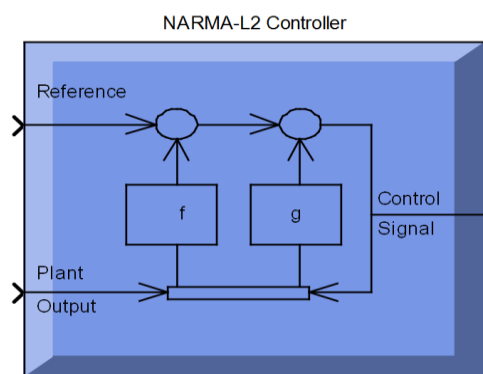 NARMA-L2 Controller
Reference
f
g
Control
Signal
Plant
Output